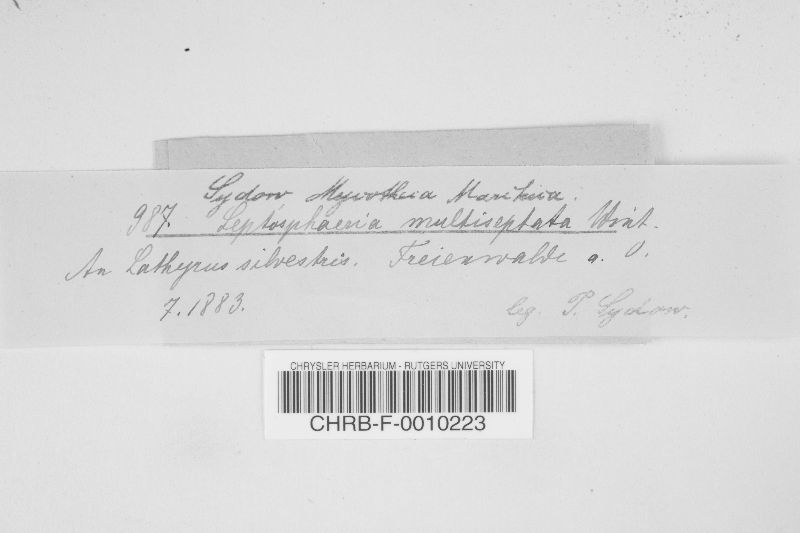 Sydow Mycotheca Marchica.
987. Leptosphaeria multiseptata Wint.
An Lathyrus silvestris. Freienwalde a. O.
7.1883. leg. P. Sydow.
CHRYSLER HERBARIUM - RUTGERS UNIVERSITY
CHRB-F-0010223